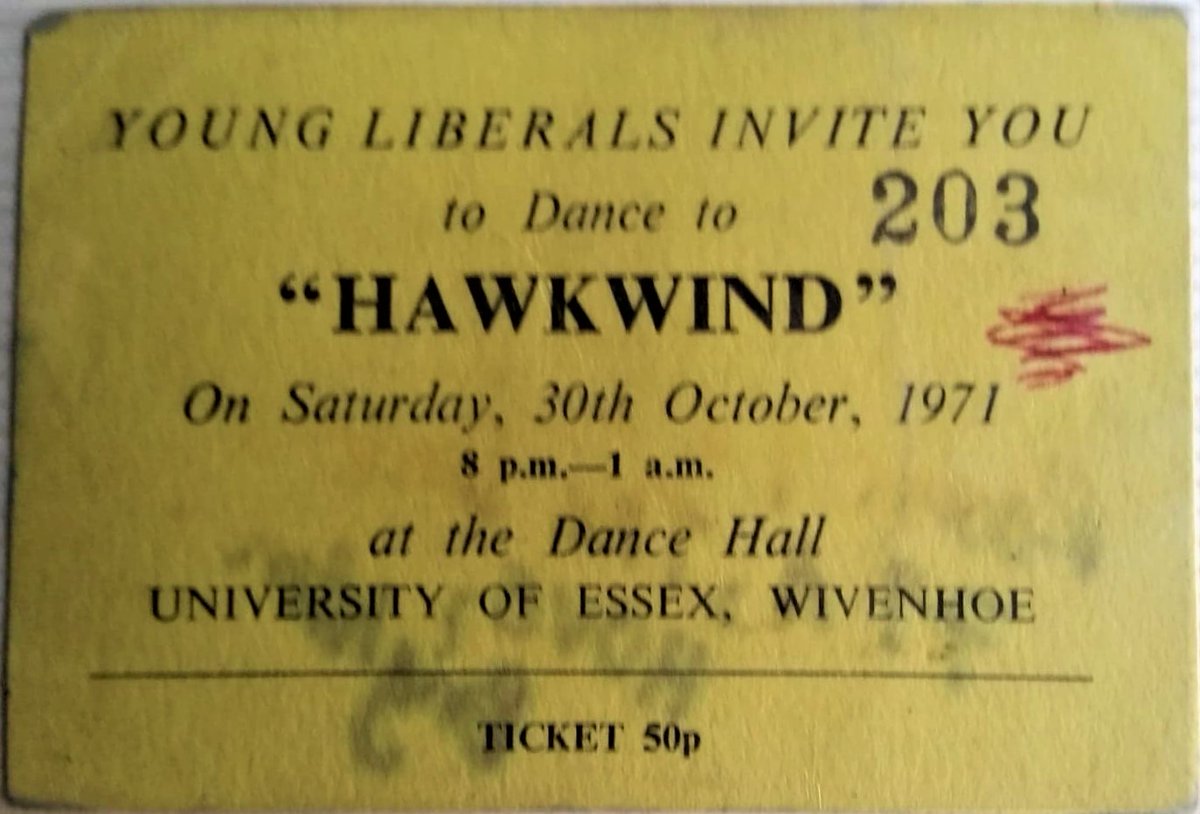 YOUNG LIBERALS INVITE YOU
to Dance to
203
“HAWKWIND”
On Saturday, 30th October, 1971
8 p.m.—1 a.m.
at the Dance Hall
UNIVERSITY OF ESSEX, WIVENHOE
TICKET 50p